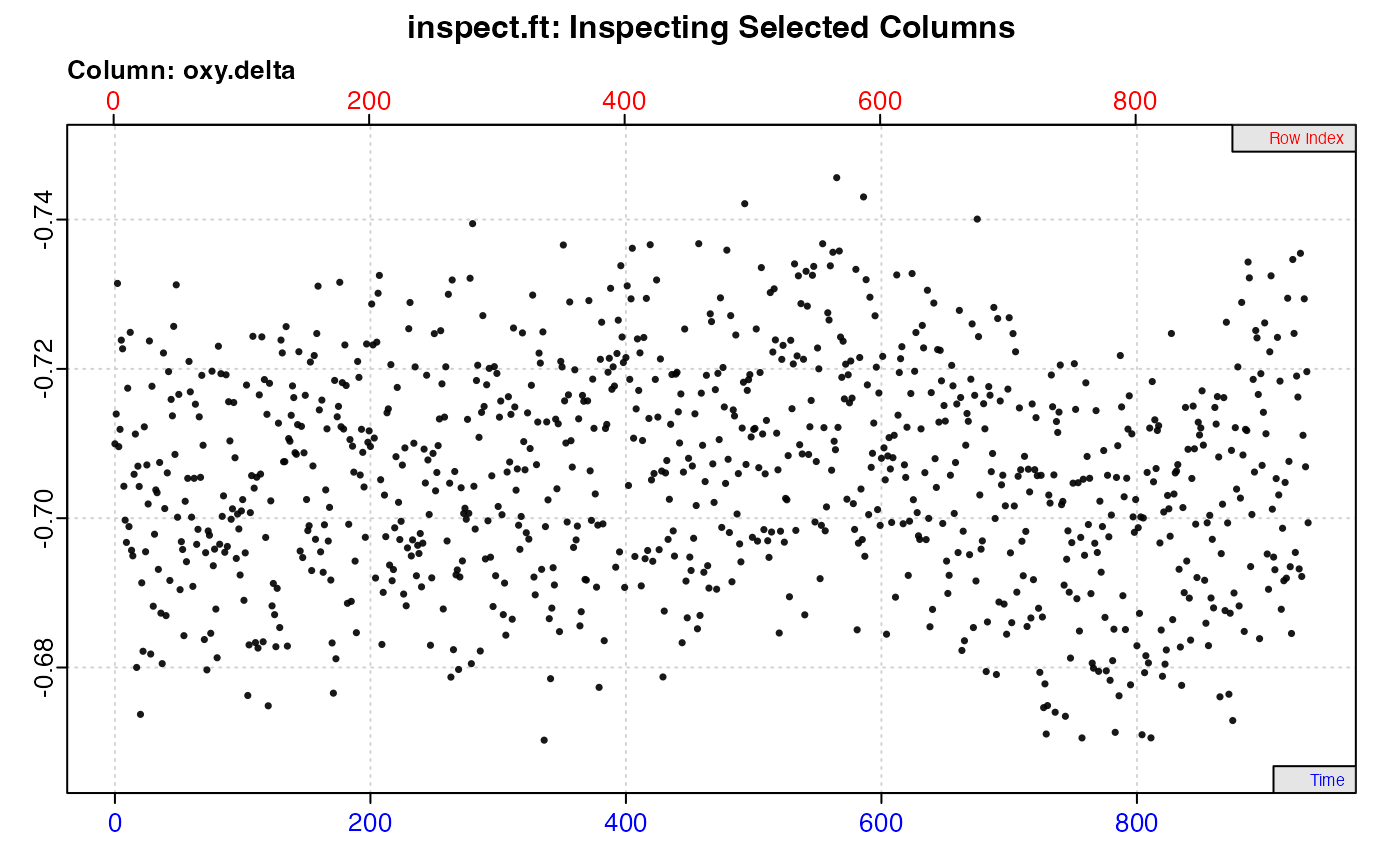 inspect.ft: Inspecting Selected Columns
Column: oxy.delta
0 200 400 600 800
Row Index
-0.74
-0.72
-0.70
-0.68
Time
0 200 400 600 800